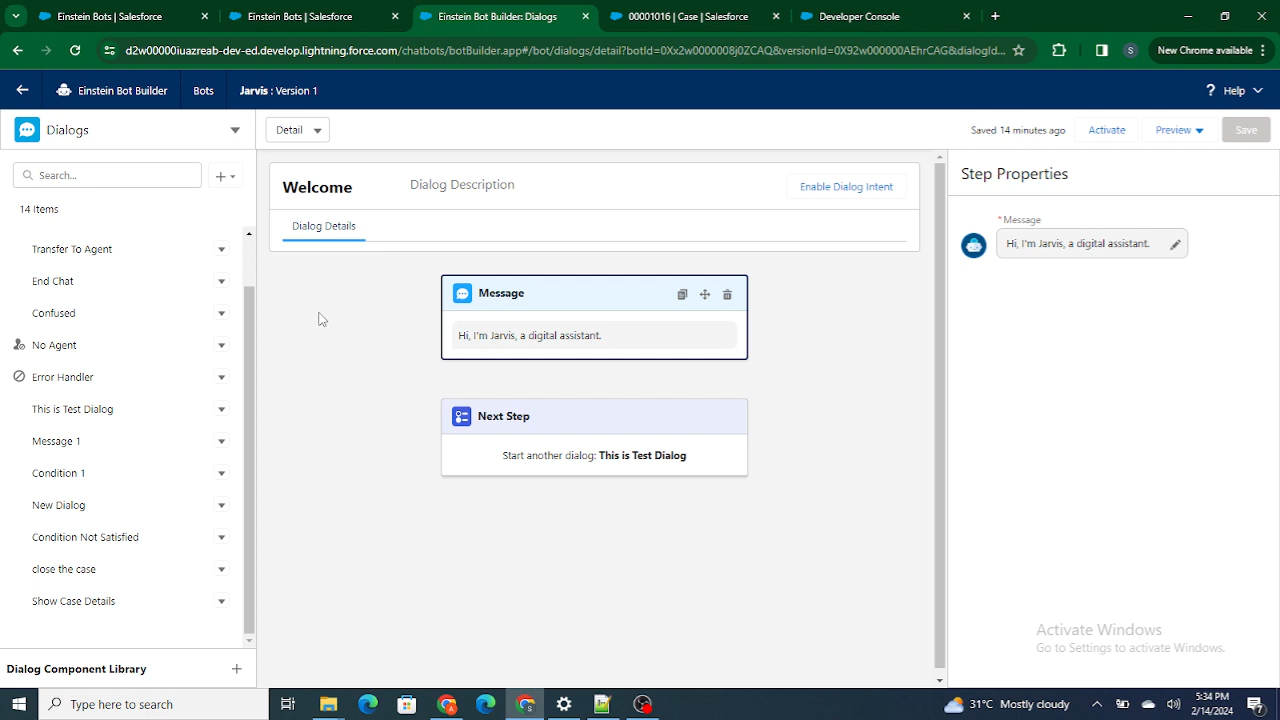 Einstein Bots | Salesforce
Einstein Bots | Salesforce
Einstein Bot Builder: Dialogs
00001016 | Case | Salesforce
Developer Console
d2w00000iuazreab-dev-ed.develop.lightning.force.com/chatbots/botBuilder.app#/bot/dialogs/detail?botId=0Xx2w0000008j0ZCAQ&versionId=0X92w000000AEhrCAG&dialogId...
S
New Chrome available
Einstein Bot Builder
Bots
Jarvis : Version 1
? Help
Dialogs
Detail
Saved 14 minutes ago
Activate
Preview
Save
Search...
14 Items
Transfer To Agent
End Chat
Confused
No Agent
Error Handler
This is Test Dialog
Message 1
Condition 1
New Dialog
Condition Not Satisfied
close the case
Show Case Details
Dialog Component Library
Welcome
Dialog Description
Enable Dialog Intent
Dialog Details
Message
Hi, I'm Jarvis, a digital assistant.
Next Step
Start another dialog: This is Test Dialog
Step Properties
* Message
Hi, I'm Jarvis, a digital assistant.
Activate Windows
Go to Settings to activate Windows.
Type here to search
31°C Mostly cloudy
5:34 PM
2/14/2024